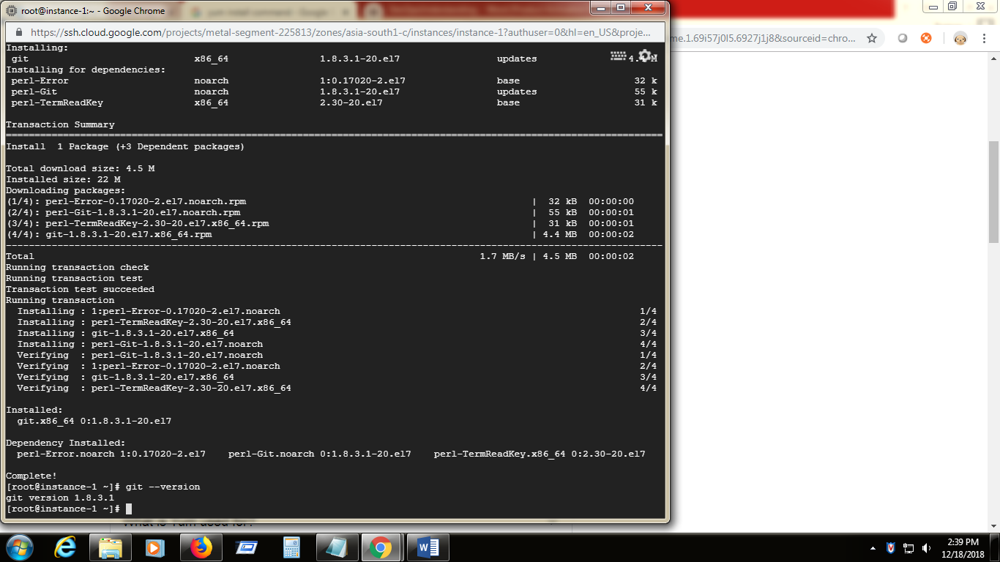 root@instance-1:~ - Google Chrome
https://ssh.cloud.google.com/projects/metal-segment-225813/zones/asia-south1-c/instances/instance-1?authuser=0&hl=en_US&proje...
me.1.69i57j0l5.6927j1j8&sourceid=chro...
Installing:
git x86_64 1.8.3.1-20.el7 updates M
Installing for dependencies:
perl-Error noarch 1:0.17020-2.el7 base 32 k
perl-Git noarch 1.8.3.1-20.el7 updates 55 k
perl-TermReadKey x86_64 2.30-20.el7 base 31 k
Transaction Summary
Install 1 Package (+3 Dependent packages)
Total download size: 4.5 M
Installed size: 22 M
Downloading packages:
(1/4): perl-Error-0.17020-2.el7.noarch.rpm | 32 kB 00:00:00
(2/4): perl-Git-1.8.3.1-20.el7.noarch.rpm | 55 kB 00:00:01
(3/4): perl-TermReadKey-2.30-20.el7.x86_64.rpm | 31 kB 00:00:01
(4/4): git-1.8.3.1-20.el7.x86_64.rpm | 4.4 MB 00:00:02
Total 1.7 MB/s | 4.5 MB 00:00:02
Running transaction check
Running transaction test
Transaction test succeeded
Running transaction
Installing : 1:perl-Error-0.17020-2.el7.noarch 1/4
Installing : perl-TermReadKey-2.30-20.el7.x86_64 2/4
Installing : git-1.8.3.1-20.el7.x86_64 3/4
Installing : perl-Git-1.8.3.1-20.el7.noarch 4/4
Verifying : perl-Git-1.8.3.1-20.el7.noarch 1/4
Verifying : 1:perl-Error-0.17020-2.el7.noarch 2/4
Verifying : git-1.8.3.1-20.el7.x86_64 3/4
Verifying : perl-TermReadKey-2.30-20.el7.x86_64 4/4
Installed:
git.x86_64 0:1.8.3.1-20.el7
Dependency Installed:
perl-Error.noarch 1:0.17020-2.el7 perl-Git.noarch 0:1.8.3.1-20.el7 perl-TermReadKey.x86_64 0:2.30-20.el7
Complete!
[root@instance-1 ~]# git --version
git version 1.8.3.1
[root@instance-1 ~]#
2:39 PM
12/18/2018